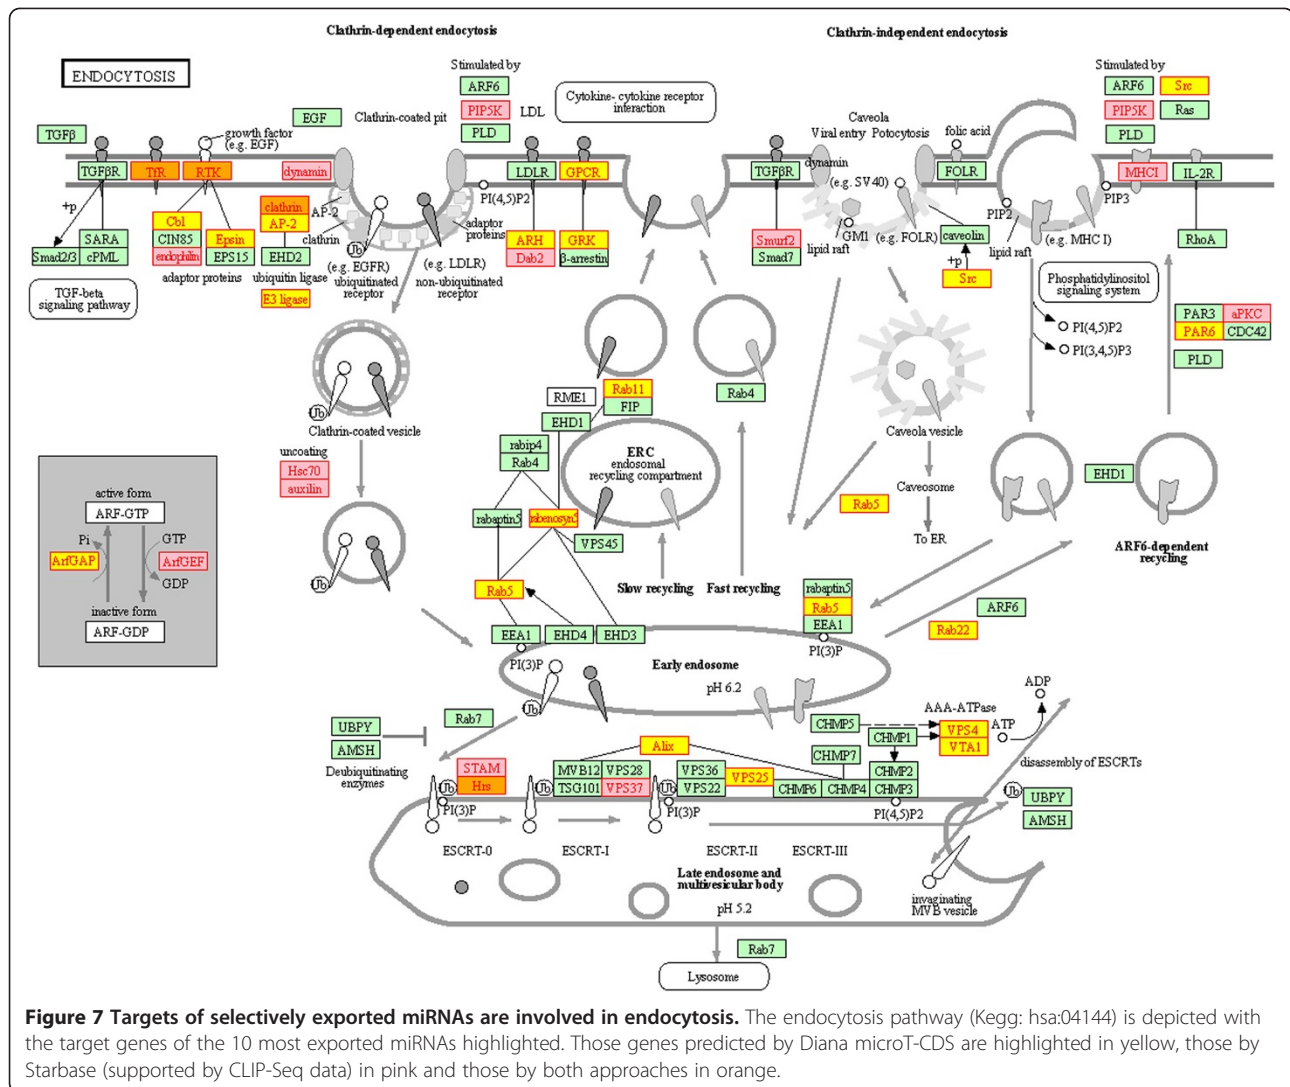 Clathrin-dependent endocytosis
Clathrin-independent endocytosis
ENDOCYTOSIS
Stimulated by
ARF6
PIP5K
PLD
LDL
Cytokine- cytokine receptor
interaction
Stimulated by
ARF6
Src
PIP5K
Ras
PLD
TGFβ
growth factor
(e.g. EGF)
EGF
Clathrin-coated pit
Caveola
Viral entry Potocytosis
folic acid
TGFβR
TfR
RTK
dynamin
LDLR
GPCR
TGFβR
dynamin
FOLR
MHCI
IL-2R
(e.g. SV40)
+p
AP-2
PI(4,5)P2
PIP2
PIP3
Cbl
CIN85
endophilin
Epsin
EPS15
adaptor proteins
clathrin
AP-2
EHD2
ubiquitin ligase
E3 ligase
clathrin
Ub
(e.g. EGFR)
ubiquitinated
receptor
(e.g. LDLR)
non-ubiquitinated
receptor
adaptor
proteins
ARH
Dab2
GRK
β-arrestin
Smurf2
Smad7
GM1
lipid raft
(e.g. FOLR)
caveolin
+p
Src
lipid raft
(e.g. MHC I)
RhoA
SARA
Smad2/3
cPML
TGF-beta
signaling pathway
Phosphatidylinositol
signaling system
PI(4,5)P2
PI(3,4,5)P3
PAR3
aPKC
PAR6
CDC42
PLD
Ub
Clathrin-coated vesicle
RME1
Rab11
FIP
EHD1
Rab4
Caveola vesicle
uncoating
Hsc70
auxilin
rabip4
Rab4
ERC
endosomal
recycling compartment
rabaptin5
rabenosyn5
VPS45
Caveosome
Rab5
To ER
EHD1
ARF6-dependent
recycling
active form
ARF-GTP
Pi
GTP
ArfGAP
ArfGEF
GDP
inactive form
ARF-GDP
Ub
Rab5
Slow recycling
Fast recycling
rabaptin5
Rab5
EEA1
PI(3)P
ARF6
Rab22
EEA1
EHD4
EHD3
PI(3)P
Early endosome
pH 6.2
Ub
UBPY
AMSH
Deubiquitinating
enzymes
Rab7
ADP
AAA-ATPase
ATP
CHMP5
CHMP1
VPS4
VTA1
Alix
CHMP7
disassembly of ESCRTs
STAM
Hrs
Ub
PI(3)P
MVB12
VPS28
TSG101
VPS37
Ub
Ub
PI(3)P
VPS36
VPS22
VPS25
CHMP6
CHMP4
CHMP2
CHMP3
PI(4,5)P2
Ub
UBPY
AMSH
ESCRT-0
ESCRT-I
ESCRT-II
ESCRT-III
Late endosome and
multivesicular body
pH 5.2
invaginating
MVB vesicle
Rab7
Lysosome
Figure 7 Targets of selectively exported miRNAs are involved in endocytosis. The endocytosis pathway (Kegg: hsa:04144) is depicted with
the target genes of the 10 most exported miRNAs highlighted. Those genes predicted by Diana microT-CDS are highlighted in yellow, those by
Starbase (supported by CLIP-Seq data) in pink and those by both approaches in orange.